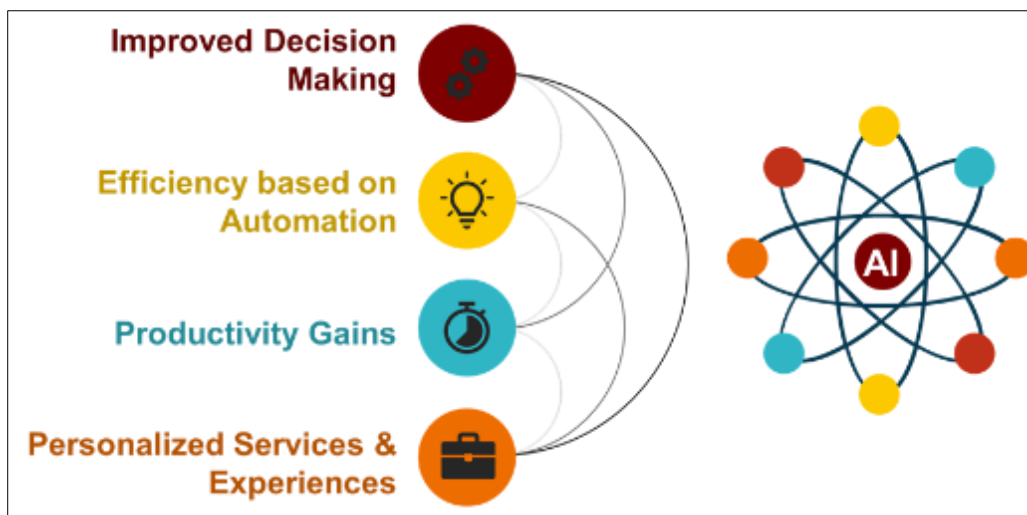 Improved Decision
Making
Efficiency based on
Automation
Productivity Gains
Personalized Services &
Experiences
AI